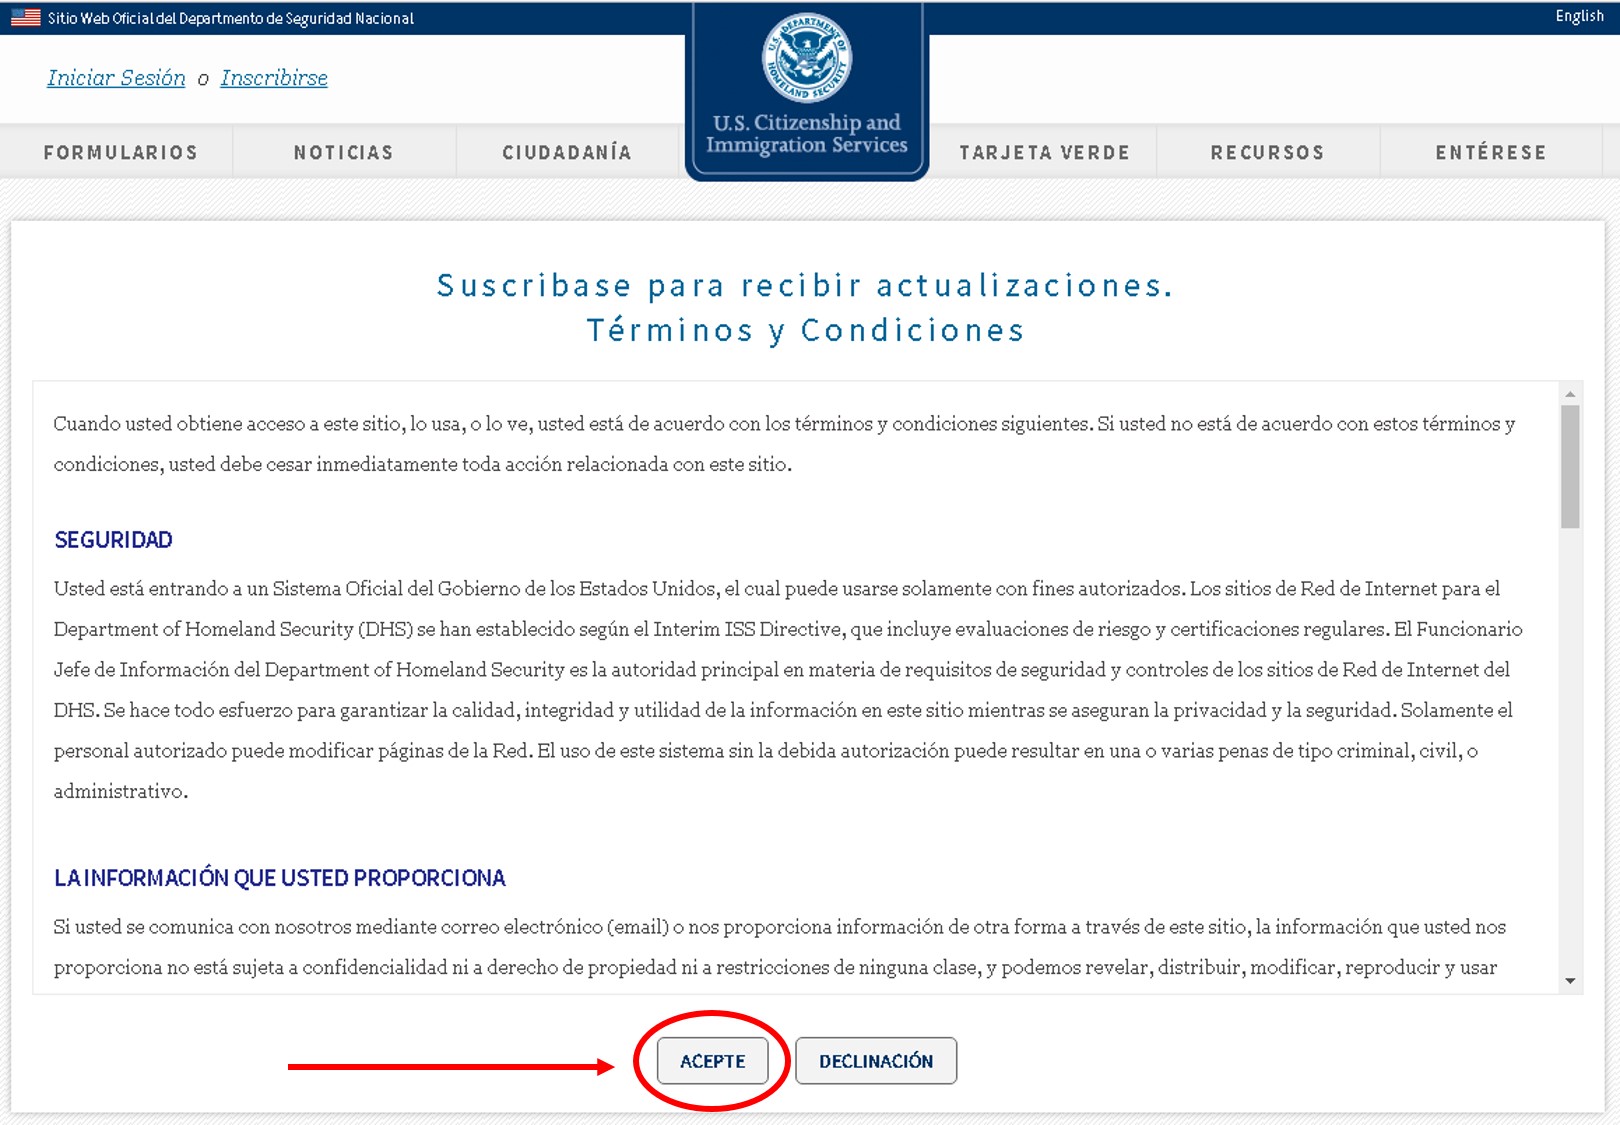 Sitio Web Oficial del Departmento de Seguridad Nacional
English
Iniciar Sesión o Inscribirse
U.S. DEPARTMENT OF HOMELAND SECURITY
U.S. Citizenship and
Immigration Services
FORMULARIOS
NOTICIAS
CIUDADANÍA
TARJETA VERDE
RECURSOS
ENTÉRESE
Suscribase para recibir actualizaciones.
Términos y Condiciones
Cuando usted obtiene acceso a este sitio, lo usa, o lo ve, usted está de acuerdo con los términos y condiciones siguientes. Si usted no está de acuerdo con estos términos y
condiciones, usted debe cesar inmediatamente toda acción relacionada con este sitio.
SEGURIDAD
Usted está entrando a un Sistema Oficial del Gobierno de los Estados Unidos, el cual puede usarse solamente con fines autorizados. Los sitios de Red de Internet para el
Department of Homeland Security (DHS) se han establecido según el Interim ISS Directive, que incluye evaluaciones de riesgo y certificaciones regulares. El Funcionario
Jefe de Información del Department of Homeland Security es la autoridad principal en materia de requisitos de seguridad y controles de los sitios de Red de Internet del
DHS. Se hace todo esfuerzo para garantizar la calidad, integridad y utilidad de la información en este sitio mientras se aseguran la privacidad y la seguridad. Solamente el
personal autorizado puede modificar páginas de la Red. El uso de este sistema sin la debida autorización puede resultar en una o varias penas de tipo criminal, civil, o
administrativo.
LA INFORMACIÓN QUE USTED PROPORCIONA
Si usted se comunica con nosotros mediante correo electrónico (email) o nos proporciona información de otra forma a través de este sitio, la información que usted nos
proporciona no está sujeta a confidencialidad ni a derecho de propiedad ni a restricciones de ninguna clase, y podemos revelar, distribuir, modificar, reproducir y usar
ACEPTE
DECLINACIÓN